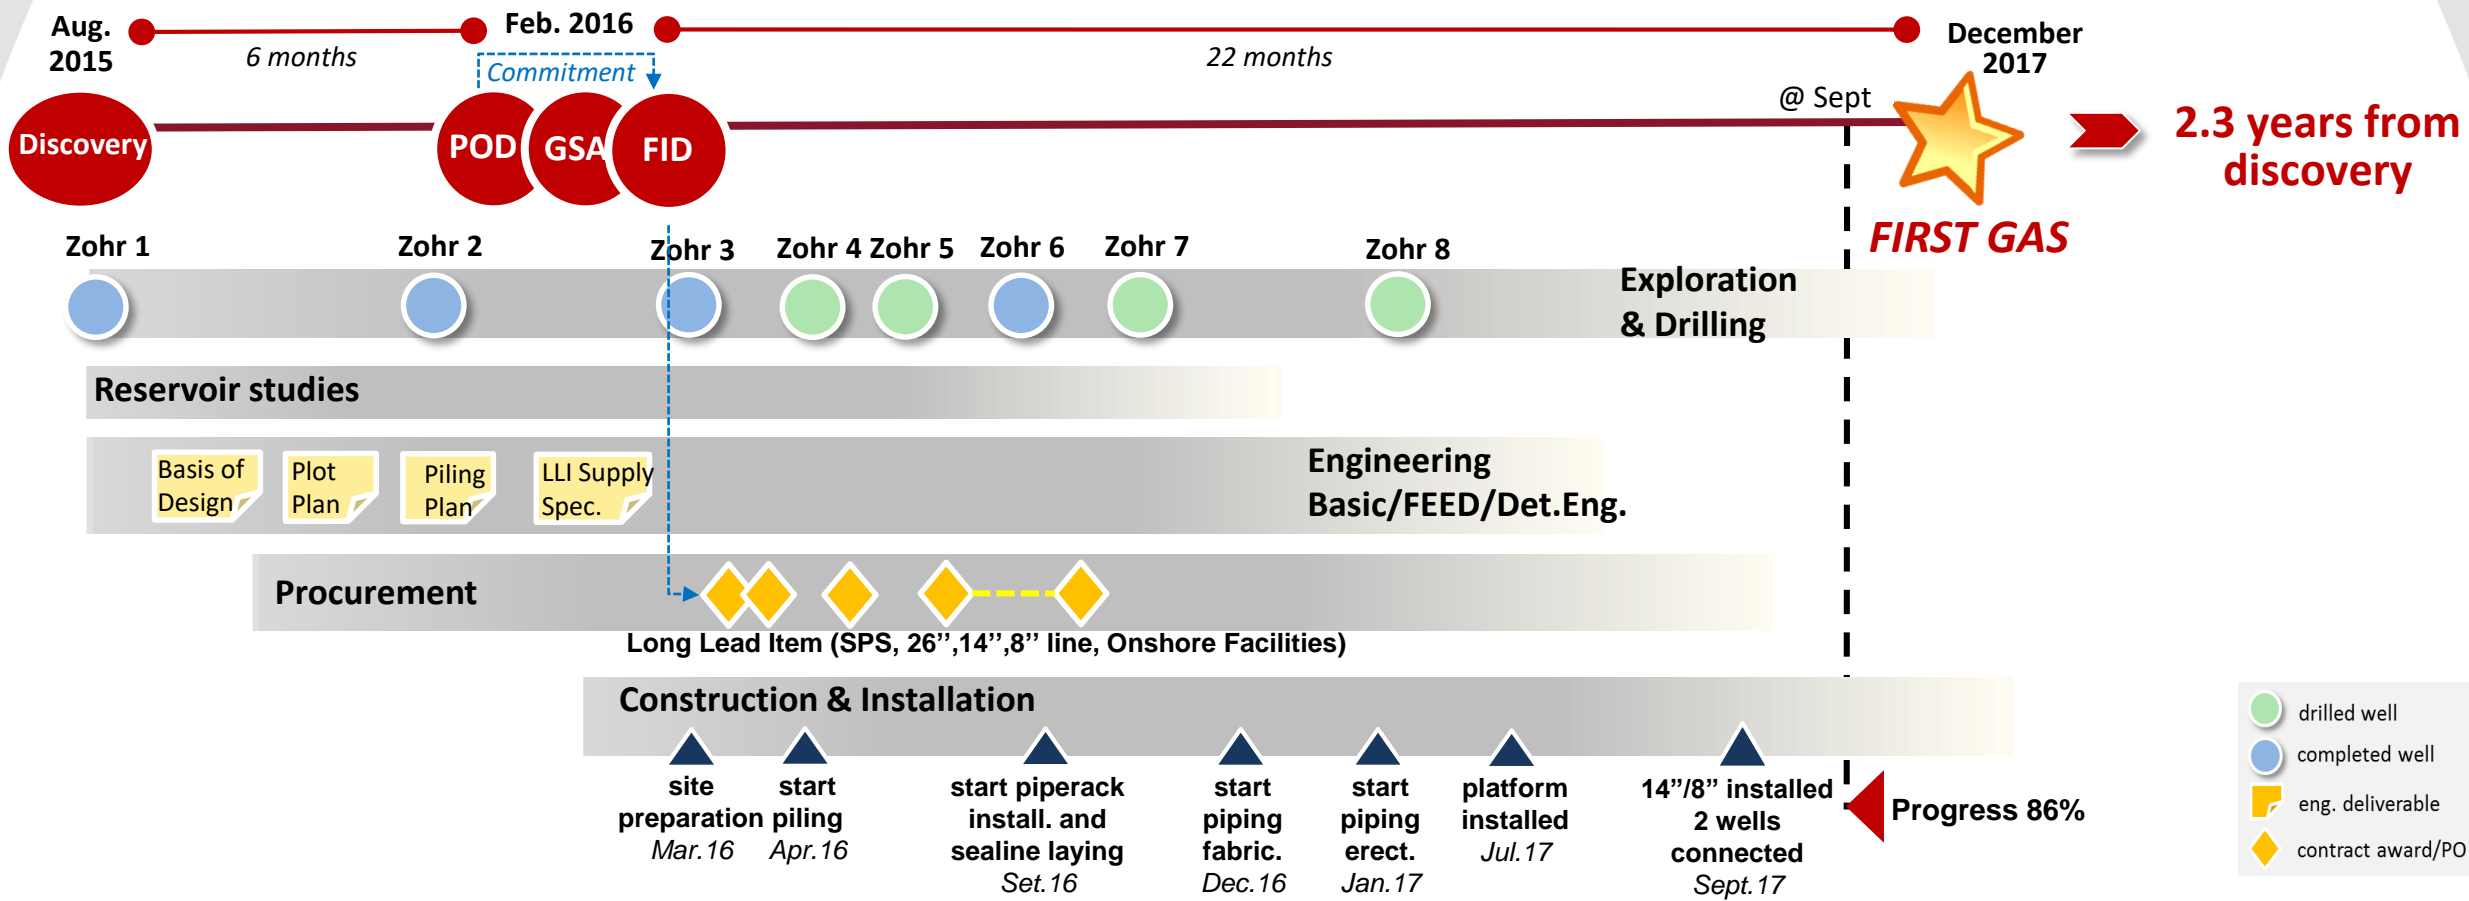 Aug.
2015
6 months
Feb. 2016
Commitment
22 months
December
2017
@ Sept
Discovery
POD
GSA
FID
2.3 years from
discovery
FIRST GAS
Zohr 1
Zohr 2
Zohr 3
Zohr 4
Zohr 5
Zohr 6
Zohr 7
Zohr 8
Exploration
& Drilling
Reservoir studies
Basis of
Design
Plot
Plan
Piling
Plan
LLI Supply
Spec.
Engineering
Basic/FEED/Det.Eng.
Procurement
Long Lead Item (SPS, 26’’,14’’,8’’ line, Onshore Facilities)
Construction & Installation
site
preparation
Mar.16
start
piling
Apr.16
start piperack
install. and
sealine laying
Set.16
start
piping
fabric.
Dec.16
start
piping
erect.
Jan.17
platform
installed
Jul.17
14”/8” installed
2 wells
connected
Sept.17
Progress 86%
drilled well
completed well
eng. deliverable
contract award/PO